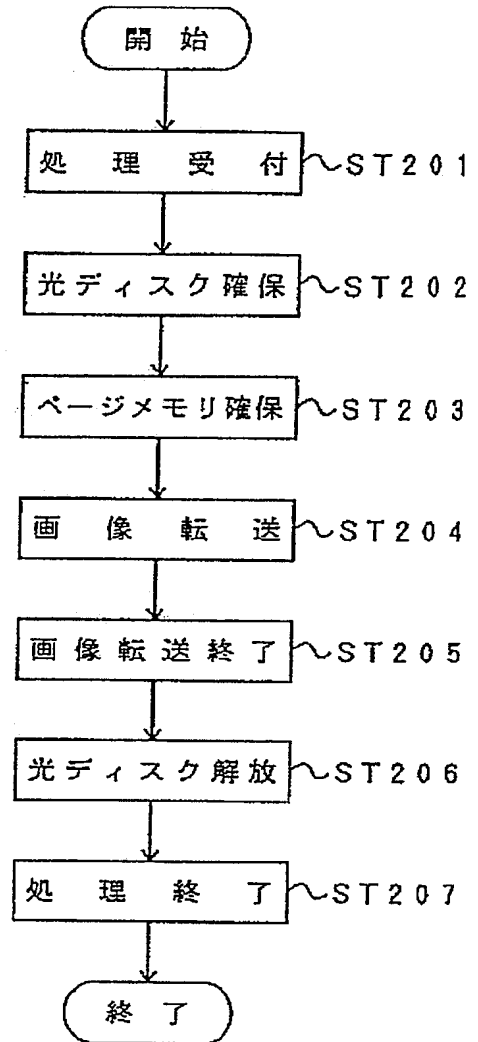 開始
処理受付 ST201
光ディスク確保 ST202
ページメモリ確保 ST203
画像転送 ST204
画像転送終了 ST205
光ディスク解放 ST206
処理終了 ST207
終了